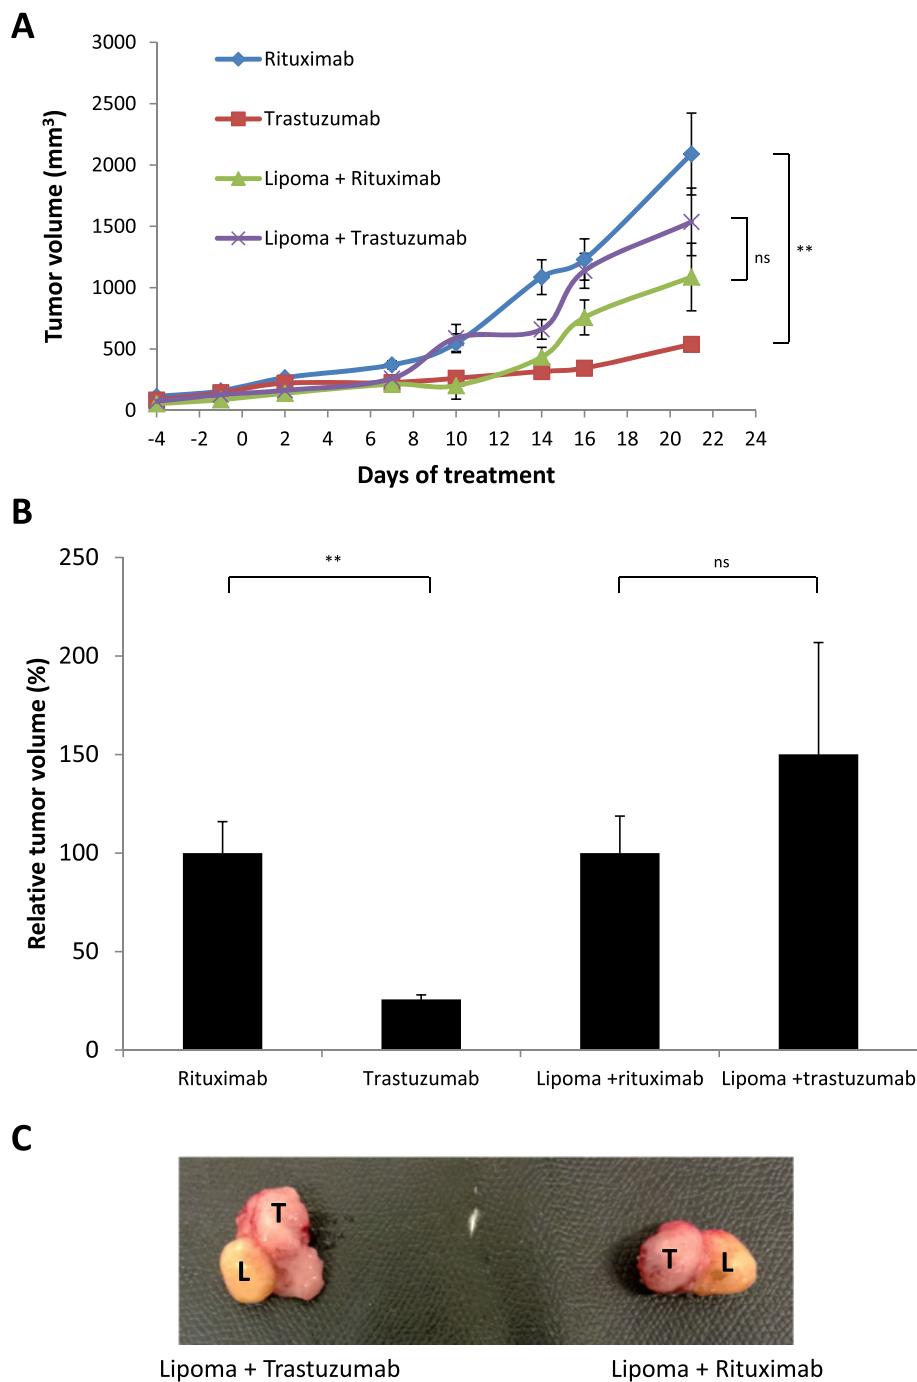 A
3000
2500
2000
1500
1000
500
0
Tumor volume (mm³)
Rituximab
Trastuzumab
Lipoma + Rituximab
Lipoma + Trastuzumab
ns
**
-4 -2 0 2 4 6 8 10 12 14 16 18 20 22 24
Days of treatment
B
250
200
150
100
50
0
Relative tumor volume (%)
**
ns
Rituximab Trastuzumab Lipoma +rituximab Lipoma +trastuzumab
C
T
L
T
L
Lipoma + Trastuzumab Lipoma + Rituximab